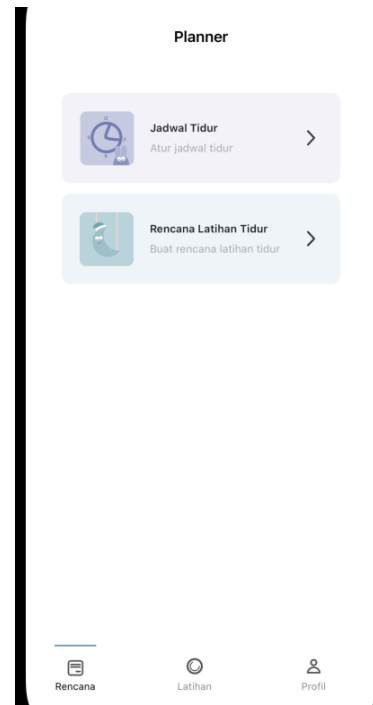 Planner
Jadwal Tidur
Atur jadwal tidur
Rencana Latihan Tidur
Buat rencana latihan tidur
Rencana
Latihan
Profil